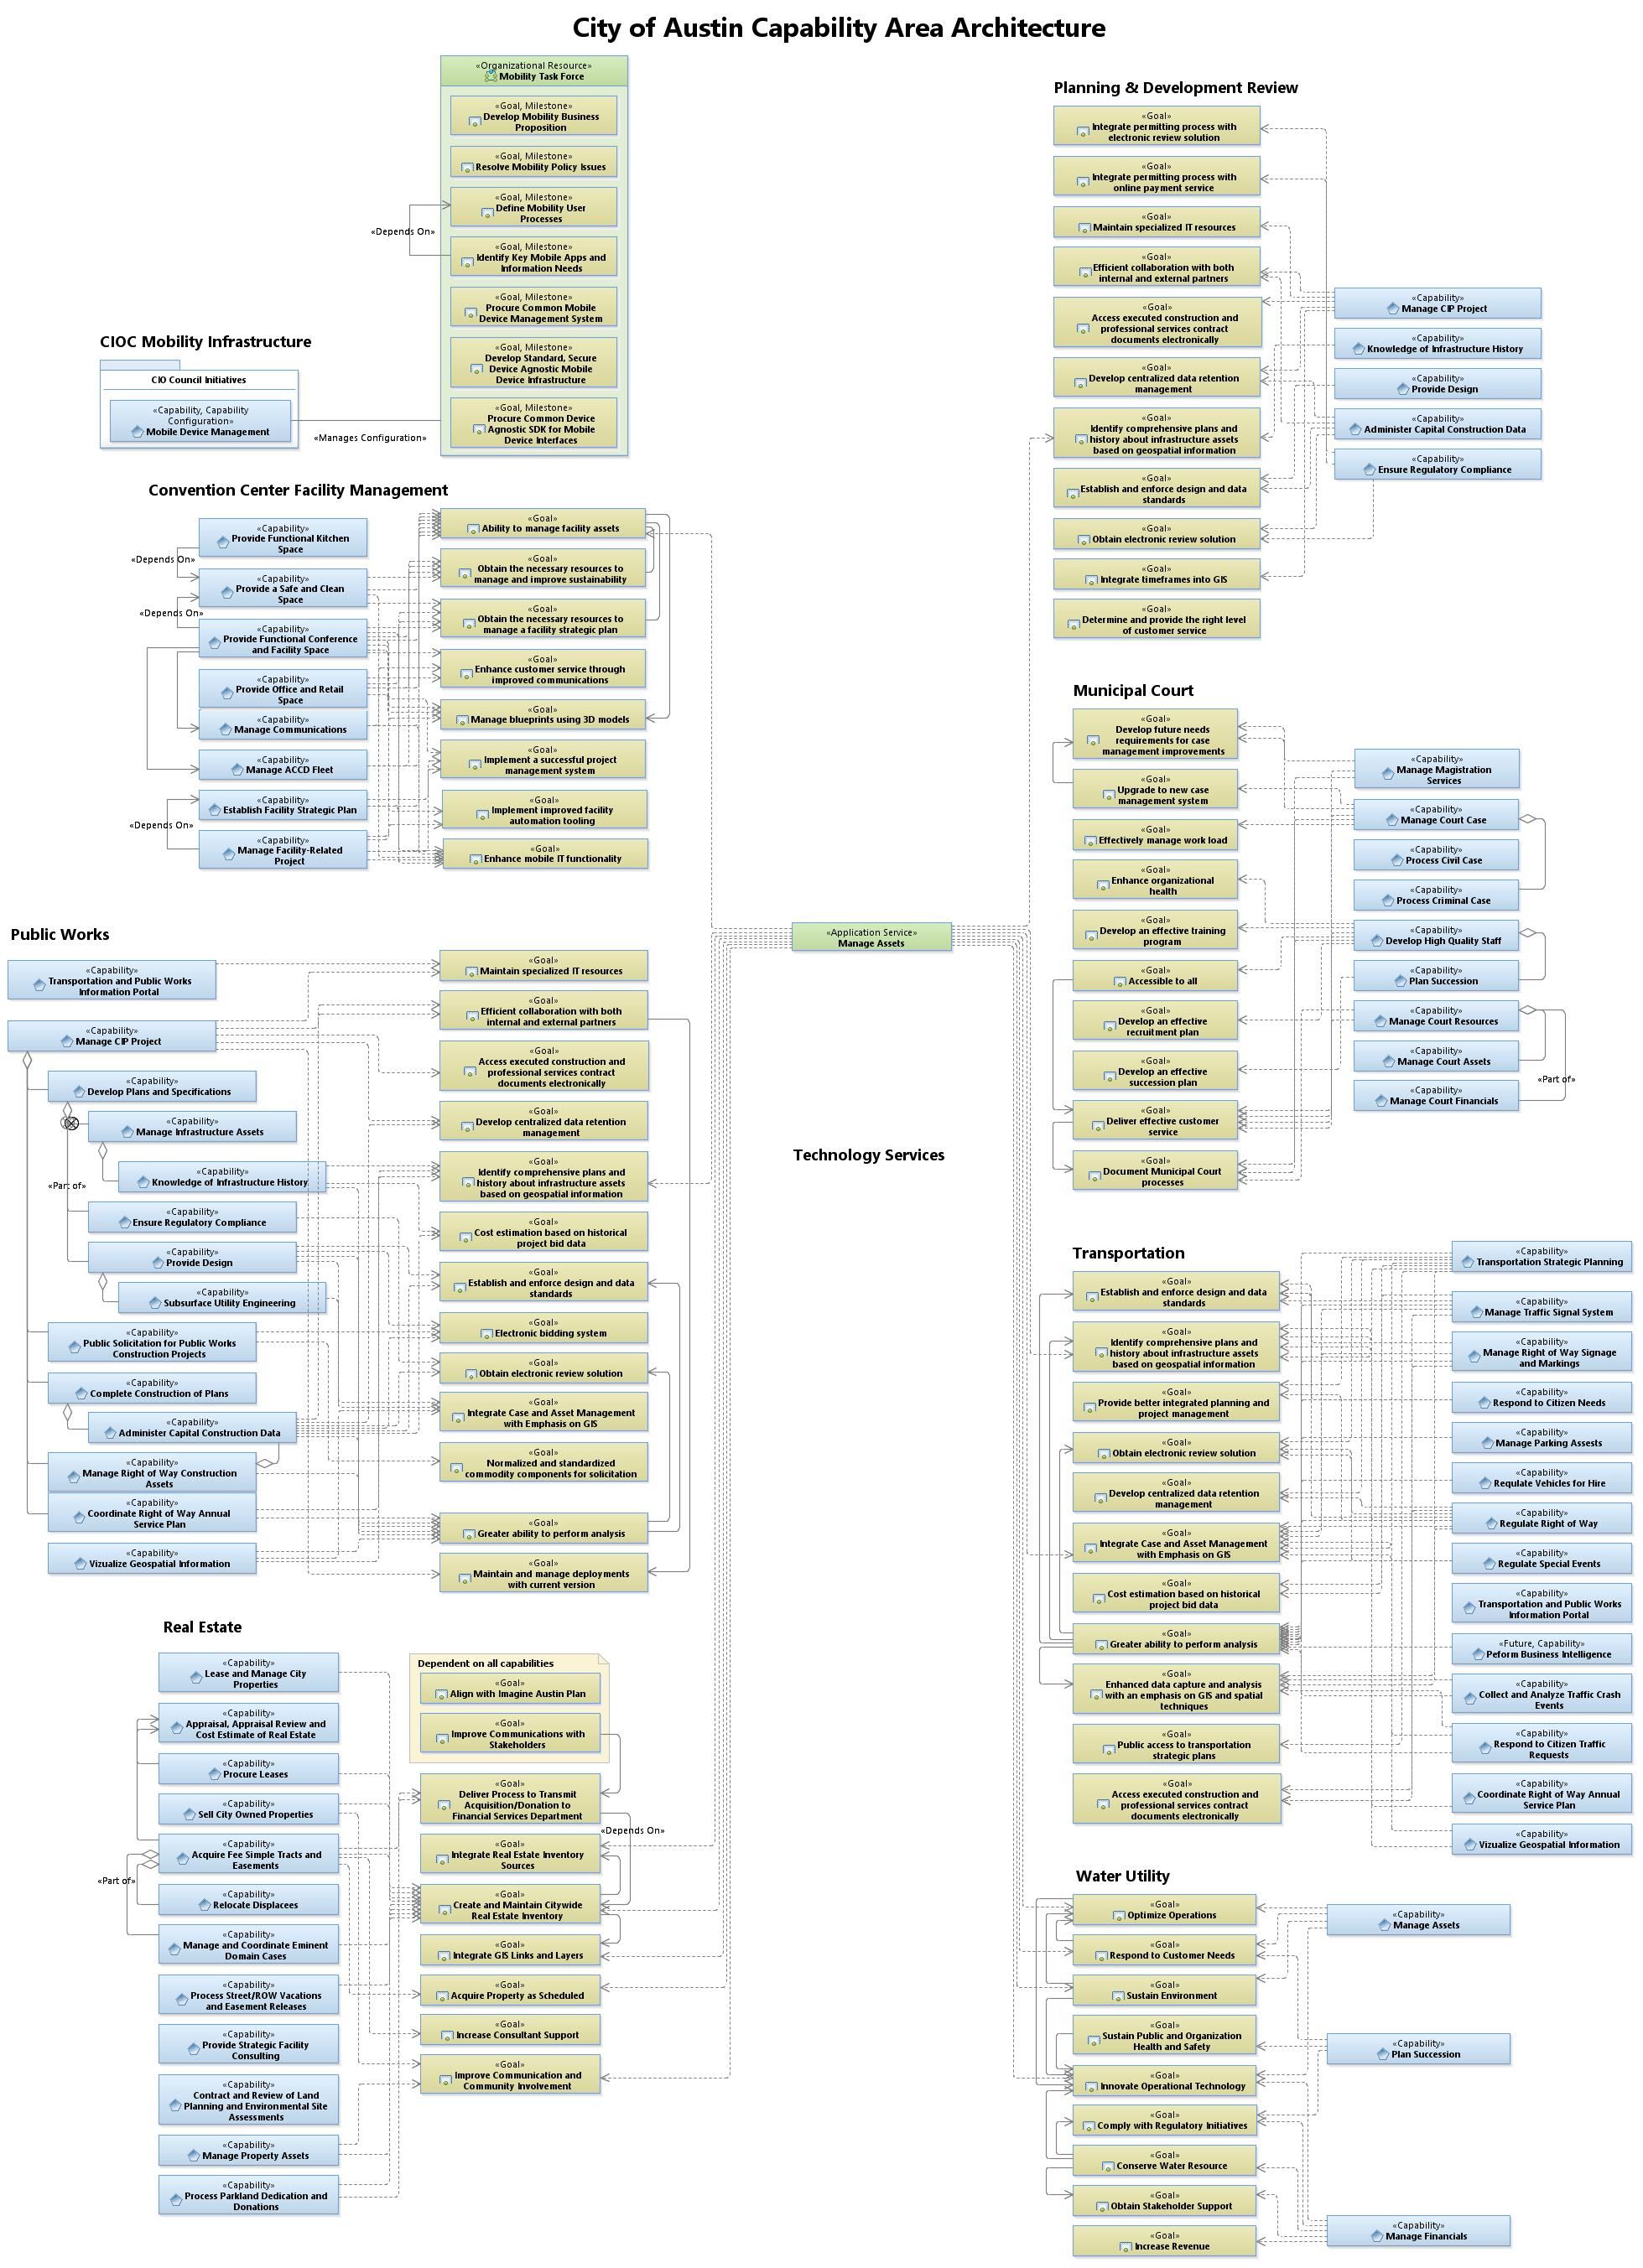 City of Austin Capability Area Architecture
«Organizational Resource»
Mobility Task Force
«Goal, Milestone»
Develop Mobility Business
Proposition
«Goal, Milestone»
Resolve Mobility Policy Issues
«Goal, Milestone»
Define Mobility User
Processes
«Depends On»
«Goal, Milestone»
Identify Key Mobile Apps and
Information Needs
«Goal, Milestone»
Procure Common Mobile
Device Management System
«Goal, Milestone»
Develop Standard, Secure
Device Agnostic Mobile
Device Infrastructure
«Goal, Milestone»
Procure Common Device
Agnostic SDK for Mobile
Device Interfaces
CIOC Mobility Infrastructure
CIO Council Initiatives
«Capability, Capability
Configuration»
Mobile Device Management
«Manages Configuration»
Convention Center Facility Management
«Capability»
Provide Functional Kitchen
Space
«Depends On»
«Capability»
Provide a Safe and Clean
Space
«Depends On»
«Capability»
Provide Functional Conference
and Facility Space
«Capability»
Provide Office and Retail
Space
«Capability»
Manage Communications
«Capability»
Manage ACCD Fleet
«Capability»
Establish Facility Strategic Plan
«Depends On»
«Capability»
Manage Facility-Related
Project
«Goal»
Ability to manage facility assets
«Goal»
Obtain the necessary resources to
manage and improve sustainability
«Goal»
Obtain the necessary resources to
manage a facility strategic plan
«Goal»
Enhance customer service through
improved communications
«Goal»
Manage blueprints using 3D models
«Goal»
Implement a successful project
management system
«Goal»
Implement improved facility
automation tooling
«Goal»
Enhance mobile IT functionality
Public Works
«Capability»
Transportation and Public Works
Information Portal
«Capability»
Manage CIP Project
«Capability»
Develop Plans and Specifications
«Capability»
Manage Infrastructure Assets
«Capability»
Knowledge of Infrastructure History
«Part of»
«Capability»
Ensure Regulatory Compliance
«Capability»
Provide Design
«Capability»
Subsurface Utility Engineering
«Capability»
Public Solicitation for Public Works
Construction Projects
«Capability»
Complete Construction of Plans
«Capability»
Administer Capital Construction Data
«Capability»
Manage Right of Way Construction
Assets
«Capability»
Coordinate Right of Way Annual
Service Plan
«Capability»
Vizualize Geospatial Information
«Goal»
Maintain specialized IT resources
«Goal»
Efficient collaboration with both
internal and external partners
«Goal»
Access executed construction and
professional services contract
documents electronically
«Goal»
Develop centralized data retention
management
«Goal»
Identify comprehensive plans and
history about infrastructure assets
based on geospatial information
«Goal»
Cost estimation based on historical
project bid data
«Goal»
Establish and enforce design and data
standards
«Goal»
Electronic bidding system
«Goal»
Obtain electronic review solution
«Goal»
Integrate Case and Asset Management
with Emphasis on GIS
«Goal»
Normalized and standardized
commodity components for solicitation
«Goal»
Greater ability to perform analysis
«Goal»
Maintain and manage deployments
with current version
Real Estate
«Capability»
Lease and Manage City
Properties
«Capability»
Appraisal, Appraisal Review and
Cost Estimate of Real Estate
«Capability»
Procure Leases
«Capability»
Sell City Owned Properties
«Capability»
Acquire Fee Simple Tracts and
Easements
«Part of»
«Capability»
Relocate Displacees
«Capability»
Manage and Coordinate Eminent
Domain Cases
«Capability»
Process Street/ROW Vacations
and Easement Releases
«Capability»
Provide Strategic Facility
Consulting
«Capability»
Contract and Review of Land
Planning and Environmental Site
Assessments
«Capability»
Manage Property Assets
«Capability»
Process Parkland Dedication and
Donations
Dependent on all capabilities
«Goal»
Align with Imagine Austin Plan
«Goal»
Improve Communications with
Stakeholders
«Goal»
Deliver Process to Transmit
Acquisition/Donation to
Financial Services Department
«Depends On»
«Goal»
Integrate Real Estate Inventory
Sources
«Goal»
Create and Maintain Citywide
Real Estate Inventory
«Goal»
Integrate GIS Links and Layers
«Goal»
Acquire Property as Scheduled
«Goal»
Increase Consultant Support
«Goal»
Improve Communication and
Community Involvement
«Application Service»
Manage Assets
Technology Services
Planning & Development Review
«Goal»
Integrate permitting process with
electronic review solution
«Goal»
Integrate permitting process with
online payment service
«Goal»
Maintain specialized IT resources
«Goal»
Efficient collaboration with both
internal and external partners
«Goal»
Access executed construction and
professional services contract
documents electronically
«Goal»
Develop centralized data retention
management
«Goal»
Identify comprehensive plans and
history about infrastructure assets
based on geospatial information
«Goal»
Establish and enforce design and data
standards
«Goal»
Obtain electronic review solution
«Goal»
Integrate timeframes into GIS
«Goal»
Determine and provide the right level
of customer service
«Capability»
Manage CIP Project
«Capability»
Knowledge of Infrastructure History
«Capability»
Provide Design
«Capability»
Administer Capital Construction Data
«Capability»
Ensure Regulatory Compliance
Municipal Court
«Goal»
Develop future needs
requirements for case
management improvements
«Goal»
Upgrade to new case
management system
«Goal»
Effectively manage work load
«Goal»
Enhance organizational
health
«Goal»
Develop an effective training
program
«Goal»
Accessible to all
«Goal»
Develop an effective
recruitment plan
«Goal»
Develop an effective
succession plan
«Goal»
Deliver effective customer
service
«Goal»
Document Municipal Court
processes
«Capability»
Manage Magistration
Services
«Capability»
Manage Court Case
«Capability»
Process Civil Case
«Capability»
Process Criminal Case
«Capability»
Develop High Quality Staff
«Capability»
Plan Succession
«Capability»
Manage Court Resources
«Capability»
Manage Court Assets
«Part of»
«Capability»
Manage Court Financials
Transportation
«Goal»
Establish and enforce design and data
standards
«Goal»
Identify comprehensive plans and
history about infrastructure assets
based on geospatial information
«Goal»
Provide better integrated planning and
project management
«Goal»
Obtain electronic review solution
«Goal»
Develop centralized data retention
management
«Goal»
Integrate Case and Asset Management
with Emphasis on GIS
«Goal»
Cost estimation based on historical
project bid data
«Goal»
Greater ability to perform analysis
«Goal»
Enhanced data capture and analysis
with an emphasis on GIS and spatial
techniques
«Goal»
Public access to transportation
strategic plans
«Goal»
Access executed construction and
professional services contract
documents electronically
«Capability»
Transportation Strategic Planning
«Capability»
Manage Traffic Signal System
«Capability»
Manage Right of Way Signage
and Markings
«Capability»
Respond to Citizen Needs
«Capability»
Manage Parking Assests
«Capability»
Requlate Vehicles for Hire
«Capability»
Regulate Right of Way
«Capability»
Regulate Special Events
«Capability»
Transportation and Public Works
Information Portal
«Future, Capability»
Peform Business Intelligence
«Capability»
Collect and Analyze Traffic Crash
Events
«Capability»
Respond to Citizen Traffic
Requests
«Capability»
Coordinate Right of Way Annual
Service Plan
«Capability»
Vizualize Geospatial Information
Water Utility
«Goal»
Optimize Operations
«Goal»
Respond to Customer Needs
«Goal»
Sustain Environment
«Goal»
Sustain Public and Organization
Health and Safety
«Goal»
Innovate Operational Technology
«Goal»
Comply with Regulatory Initiatives
«Goal»
Conserve Water Resource
«Goal»
Obtain Stakeholder Support
«Goal»
Increase Revenue
«Capability»
Manage Assets
«Capability»
Plan Succession
«Capability»
Manage Financials